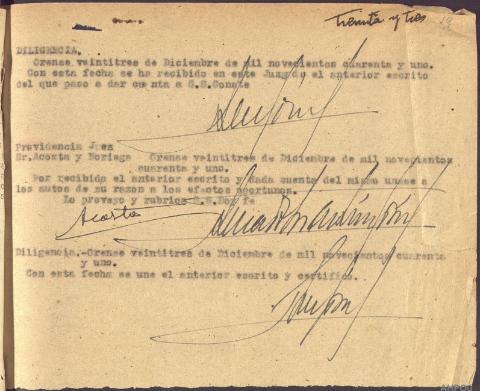 Treinta y tres 19
DILIGENCIA.
Orense veintitres de Diciembre de mil novecientos cuarenta y uno.
Con esta fecha se ha recibido en este Juzgado el anterior escrito
del que paso a dar cuenta a S.S. Conste
Providencia Juez
Sr. Acosta y Noriega Orense veintitres de Diciembre de mil novecientos
cuarenta y uno.
Por recibido el anterior escrito y dada cuenta del mismo unase a
los autos de su razon a los efectos oportunos.
Lo proveyo y rubrica S.S. Doy fe
Acosta
Diligencia.-Orense veintitres de Diciembre de mil novecientos cuarenta
y uno.
Con esta fecha se une el anterior escrito y certifico.